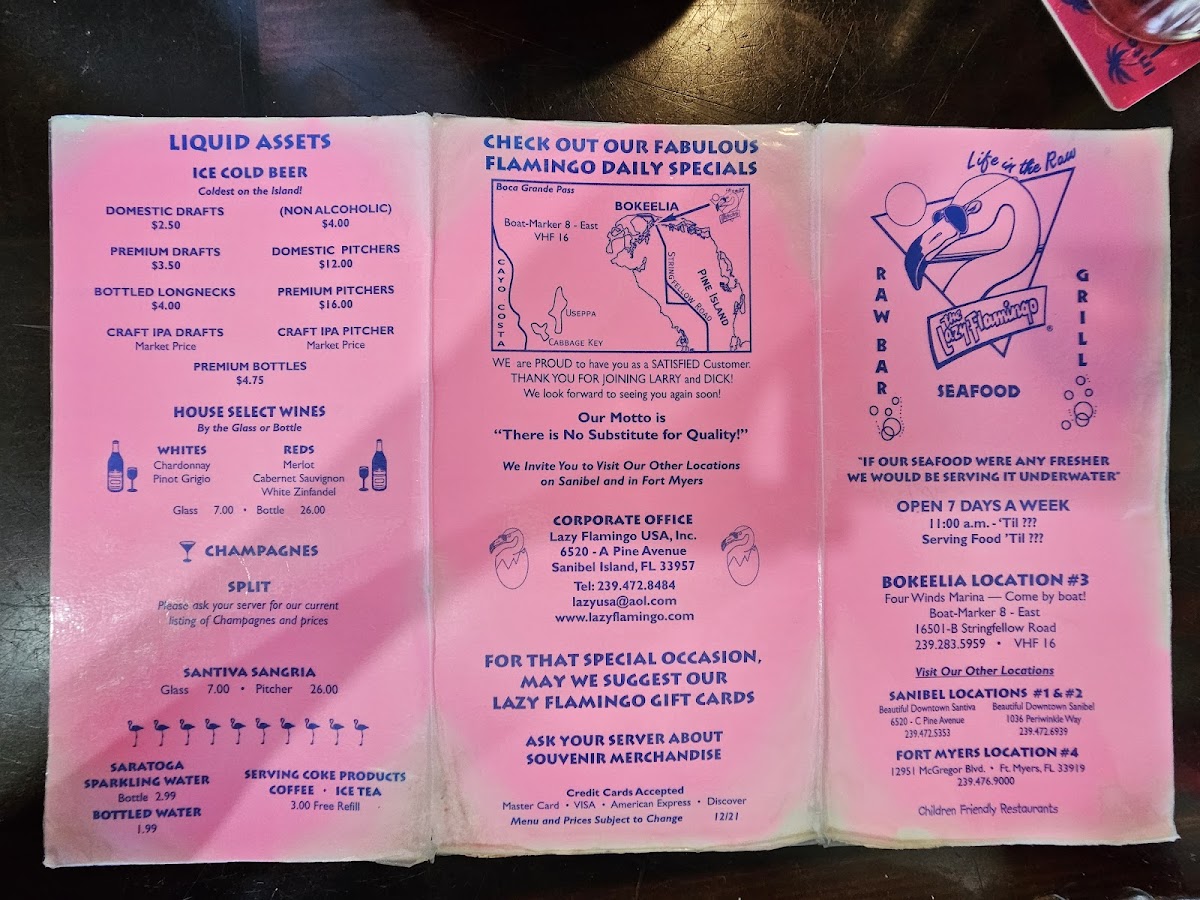 LIQUID ASSETS
ICE COLD BEER
Coldest on the Island!
DOMESTIC DRAFTS
$2.50
(NON ALCOHOLIC)
$4.00
PREMIUM DRAFTS
$3.50
DOMESTIC PITCHERS
$12.00
BOTTLED LONGNECKS
$4.00
PREMIUM PITCHERS
$16.00
CRAFT IPA DRAFTS
Market Price
CRAFT IPA PITCHER
Market Price
PREMIUM BOTTLES
$4.75
HOUSE SELECT WINES
By the Glass or Bottle
WHITES
Chardonnay
Pinot Grigio
REDS
Merlot
Cabernet Sauvignon
White Zinfandel
Glass 7.00 • Bottle 26.00
CHAMPAGNES
SPLIT
Please ask your server for our current
listing of Champagnes and prices
SANTIVA SANGRIA
Glass 7.00 • Pitcher 26.00
SARATOGA
SPARKLING WATER
Bottle 2.99
BOTTLED WATER
1.99
SERVING COKE PRODUCTS
COFFEE • ICE TEA
3.00 Free Refill
CHECK OUT OUR FABULOUS
FLAMINGO DAILY SPECIALS
Boca Grande Pass
BOKEELIA
Boat-Marker 8 - East
VHF 16
CAYO COSTA
STRINGFELLOW ROAD
PINE ISLAND
USEPPA
CABBAGE KEY
WE are PROUD to have you as a SATISFIED Customer.
THANK YOU FOR JOINING LARRY and DICK!
We look forward to seeing you again soon!
Our Motto is
"There is No Substitute for Quality!"
We Invite You to Visit Our Other Locations
on Sanibel and in Fort Myers
CORPORATE OFFICE
Lazy Flamingo USA, Inc.
6520 - A Pine Avenue
Sanibel Island, FL 33957
Tel: 239.472.8484
lazyusa@aol.com
www.lazyflamingo.com
FOR THAT SPECIAL OCCASION,
MAY WE SUGGEST OUR
LAZY FLAMINGO GIFT CARDS
ASK YOUR SERVER ABOUT
SOUVENIR MERCHANDISE
Credit Cards Accepted
Master Card • VISA • American Express • Discover
Menu and Prices Subject to Change 12/21
Life in the Raw
The
Lazy Flamingo ®
RAW BAR
GRILL
SEAFOOD
"IF OUR SEAFOOD WERE ANY FRESHER
WE WOULD BE SERVING IT UNDERWATER"
OPEN 7 DAYS A WEEK
11:00 a.m. - 'Til ???
Serving Food 'Til ???
BOKEELIA LOCATION #3
Four Winds Marina — Come by boat!
Boat-Marker 8 - East
16501-B Stringfellow Road
239.283.5959 • VHF 16
Visit Our Other Locations
SANIBEL LOCATIONS #1 & #2
Beautiful Downtown Santiva
6520 - C Pine Avenue
239.472.5353
Beautiful Downtown Sanibel
1036 Periwinkle Way
239.472.6939
FORT MYERS LOCATION #4
12951 McGregor Blvd. • Ft. Myers, FL 33919
239.476.9000
Children Friendly Restaurants